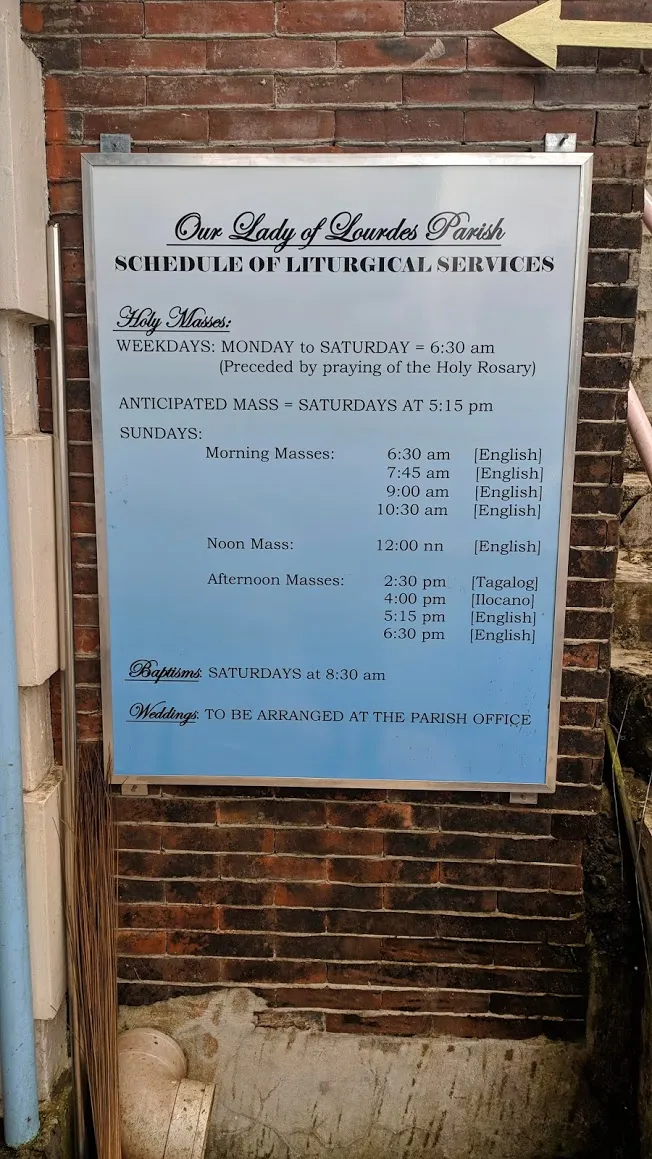 Our Lady of Lourdes Parish
SCHEDULE OF LITURGICAL SERVICES
Holy Masses:
WEEKDAYS: MONDAY to SATURDAY = 6:30 am
(Preceded by praying of the Holy Rosary)
ANTICIPATED MASS = SATURDAYS AT 5:15 pm
SUNDAYS:
Morning Masses: 6:30 am [English]
7:45 am [English]
9:00 am [English]
10:30 am [English]
Noon Mass: 12:00 nn [English]
Afternoon Masses: 2:30 pm [Tagalog]
4:00 pm [Ilocano]
5:15 pm [English]
6:30 pm [English]
Baptisms: SATURDAYS at 8:30 am
Weddings: TO BE ARRANGED AT THE PARISH OFFICE